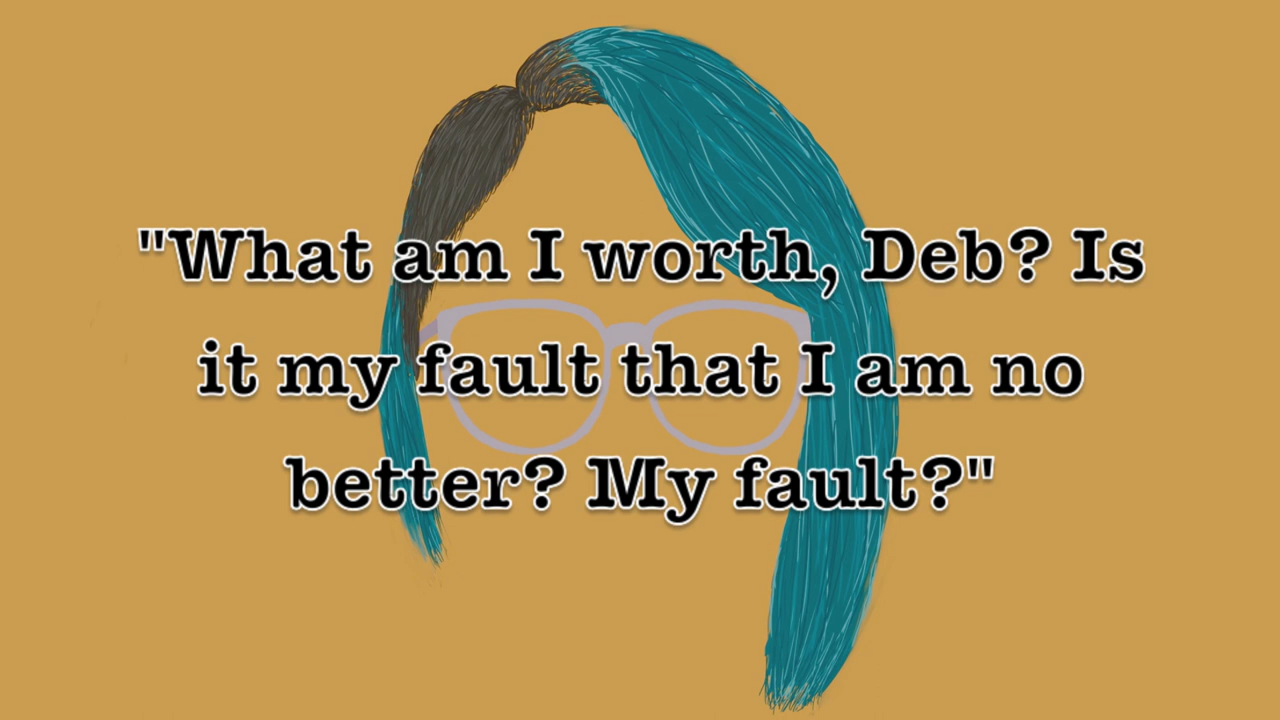 "What am I worth, Deb? Is
it my fault that I am no
better? My fault?"